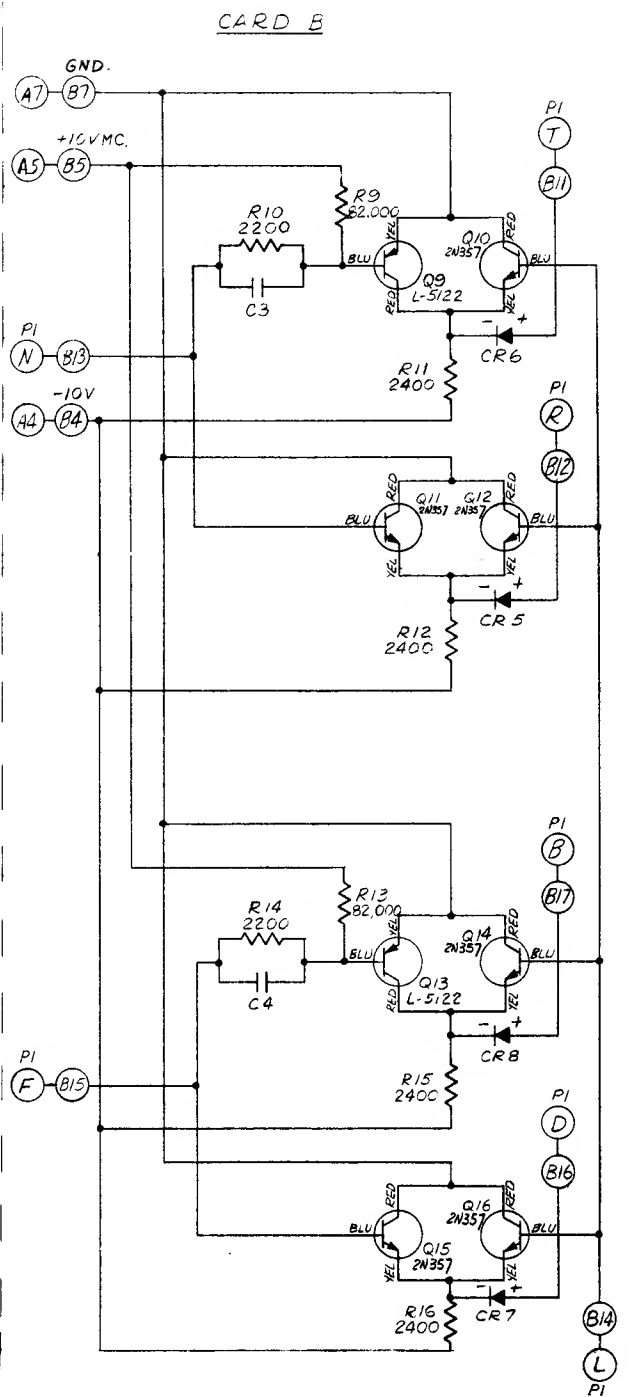 CARD B
GND.
A7 B7
+10VMC.
A5 B5
P1
T
B11
R9
82.000
R10
2200
C3
BLU
YEL
RED
Q9
L-5122
Q10
2N357
RED
YEL
BLU
- +
CR6
P1
N B13
R11
2400
-10V
A4 B4
P1
R
B12
RED
Q11
2N357
Q12
2N357
RED
BLU
BLU
YEL
YEL
- +
CR5
R12
2400
P1
B
B17
R13
82,000
R14
2200
C4
BLU
YEL
RED
Q13
L-5122
Q14
2N357
RED
YEL
BLU
- +
CR8
P1
F B15
R15
2400
P1
D
B16
RED
Q16
2N357
RED
BLU
BLU
Q15
2N357
YEL
YEL
- +
CR7
R16
2400
B14
L
P1